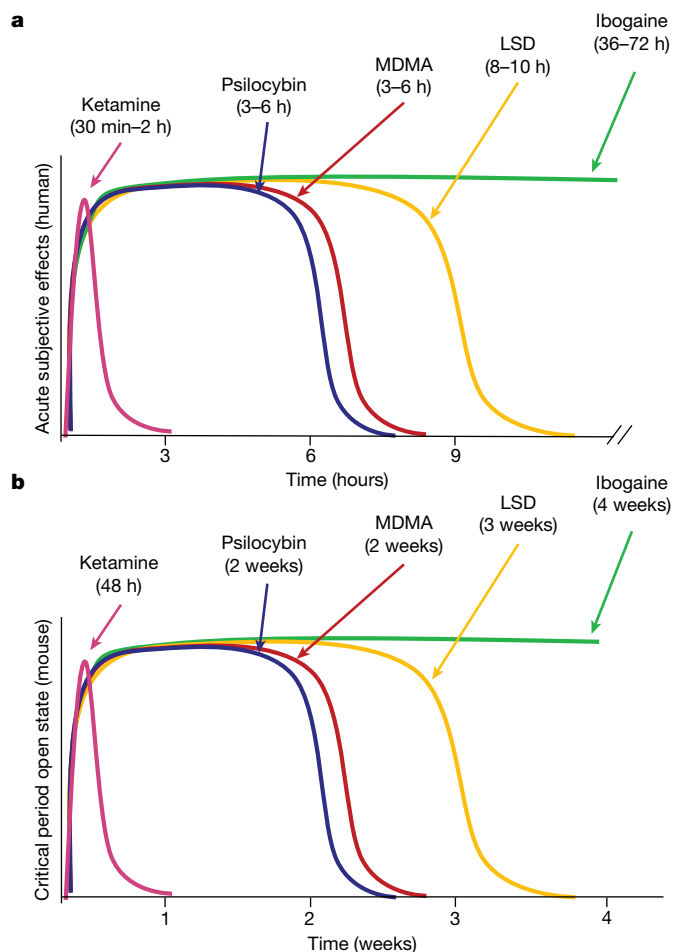 a
Ibogaine
(36–72 h)
LSD
(8–10 h)
MDMA
(3–6 h)
Psilocybin
(3–6 h)
Ketamine
(30 min–2 h)
Acute subjective effects (human)
3
6
9
Time (hours)
b
Ibogaine
(4 weeks)
LSD
(3 weeks)
MDMA
(2 weeks)
Psilocybin
(2 weeks)
Ketamine
(48 h)
Critical period open state (mouse)
1
2
3
4
Time (weeks)